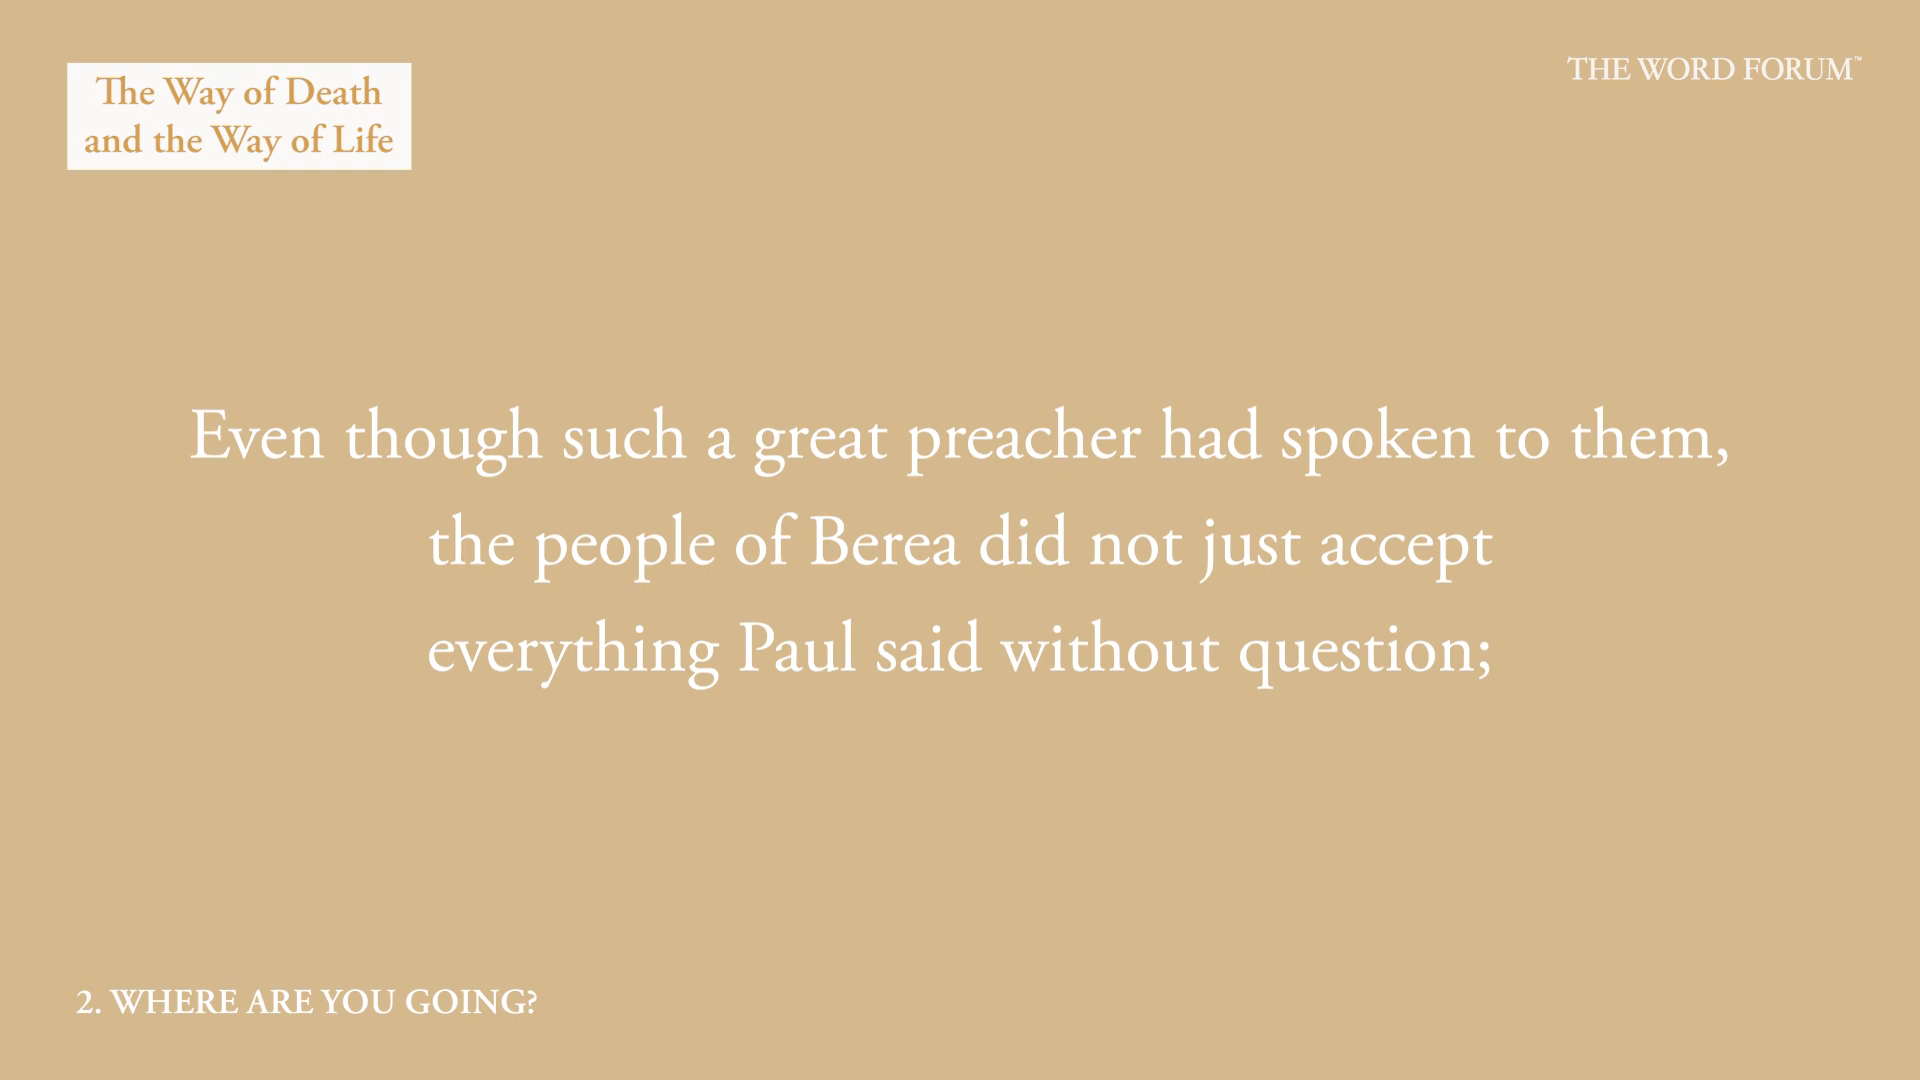 The Way of Death
and the Way of Life
THE WORD FORUM™
Even though such a great preacher had spoken to them,
the people of Berea did not just accept
everything Paul said without question;
2. WHERE ARE YOU GOING?